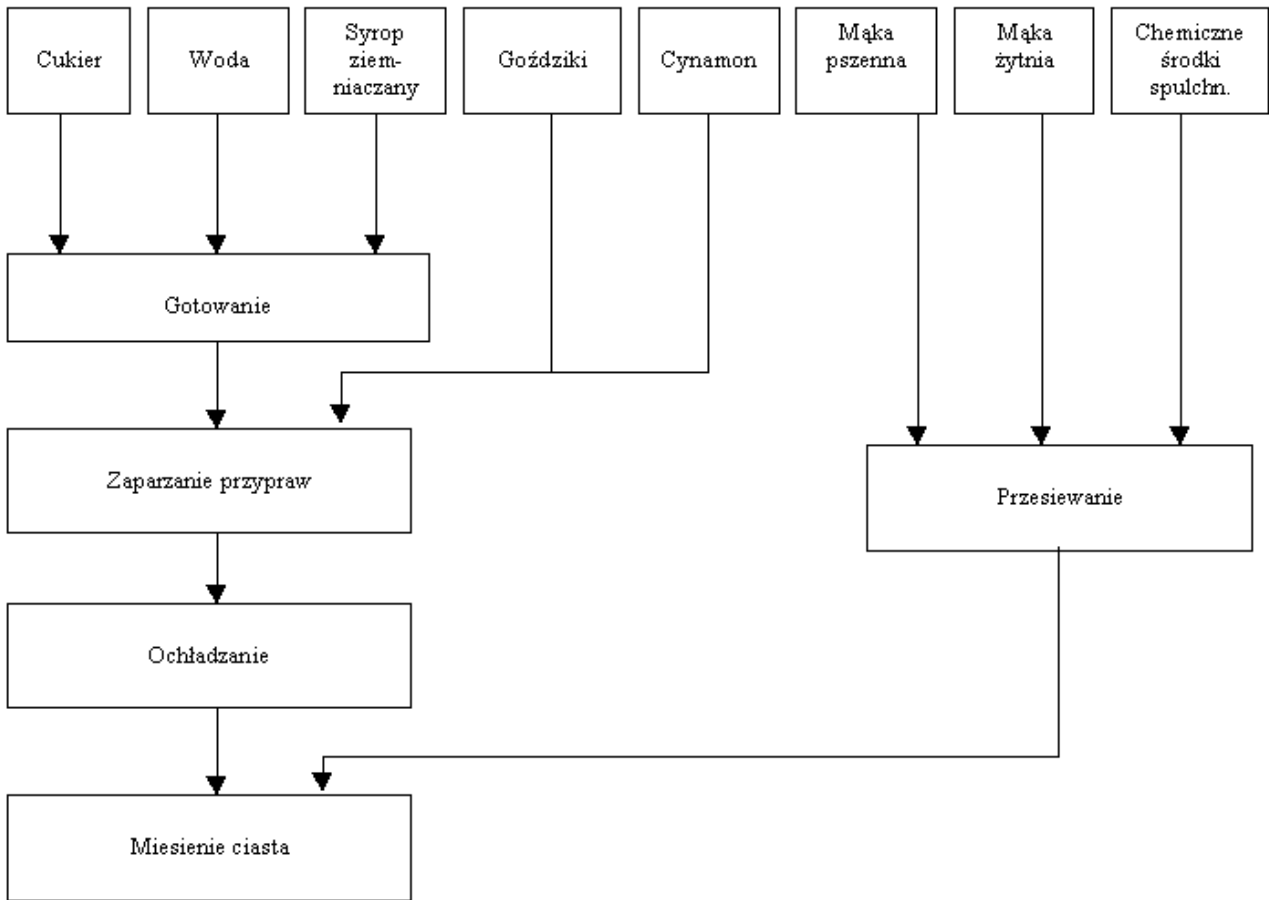 Cukier
Woda
Syrop
ziem-
niaczany
Goździki
Cynamon
Mąka
pszenna
Mąka
żytnia
Chemiczne
środki
spulchn.
Gotowanie
Zaparzanie przypraw
Przesiewanie
Ochładzanie
Miesienie ciasta